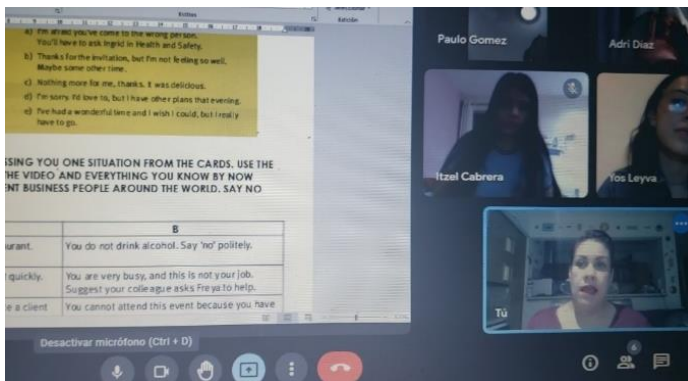 Estilos
Edición
a) I'm afraid you've come to the wrong person.
You'll have to ask Ingrid in Health and Safety.
b) Thanks for the invitation, but I'm not feeling so well.
Maybe some other time.
c) Nothing more for me, thanks. It was delicious.
d) I'm sorry. I'd love to, but I have other plans that evening.
e) I've had a wonderful time and I wish I could, but I really
have to go.
SSING YOU ONE SITUATION FROM THE CARDS. USE THE
THE VIDEO AND EVERYTHING YOU KNOW BY NOW
ENT BUSINESS PEOPLE AROUND THE WORLD. SAY NO
B
urant.
You do not drink alcohol. Say 'no' politely.
quickly.
You are very busy, and this is not your job.
Suggest your colleague asks Freya to help.
e a client
You cannot attend this event because you have
Paulo Gomez
Adri Diaz
Itzel Cabrera
Yos Leyva
Tú
Desactivar micrófono (Ctrl + D)
6